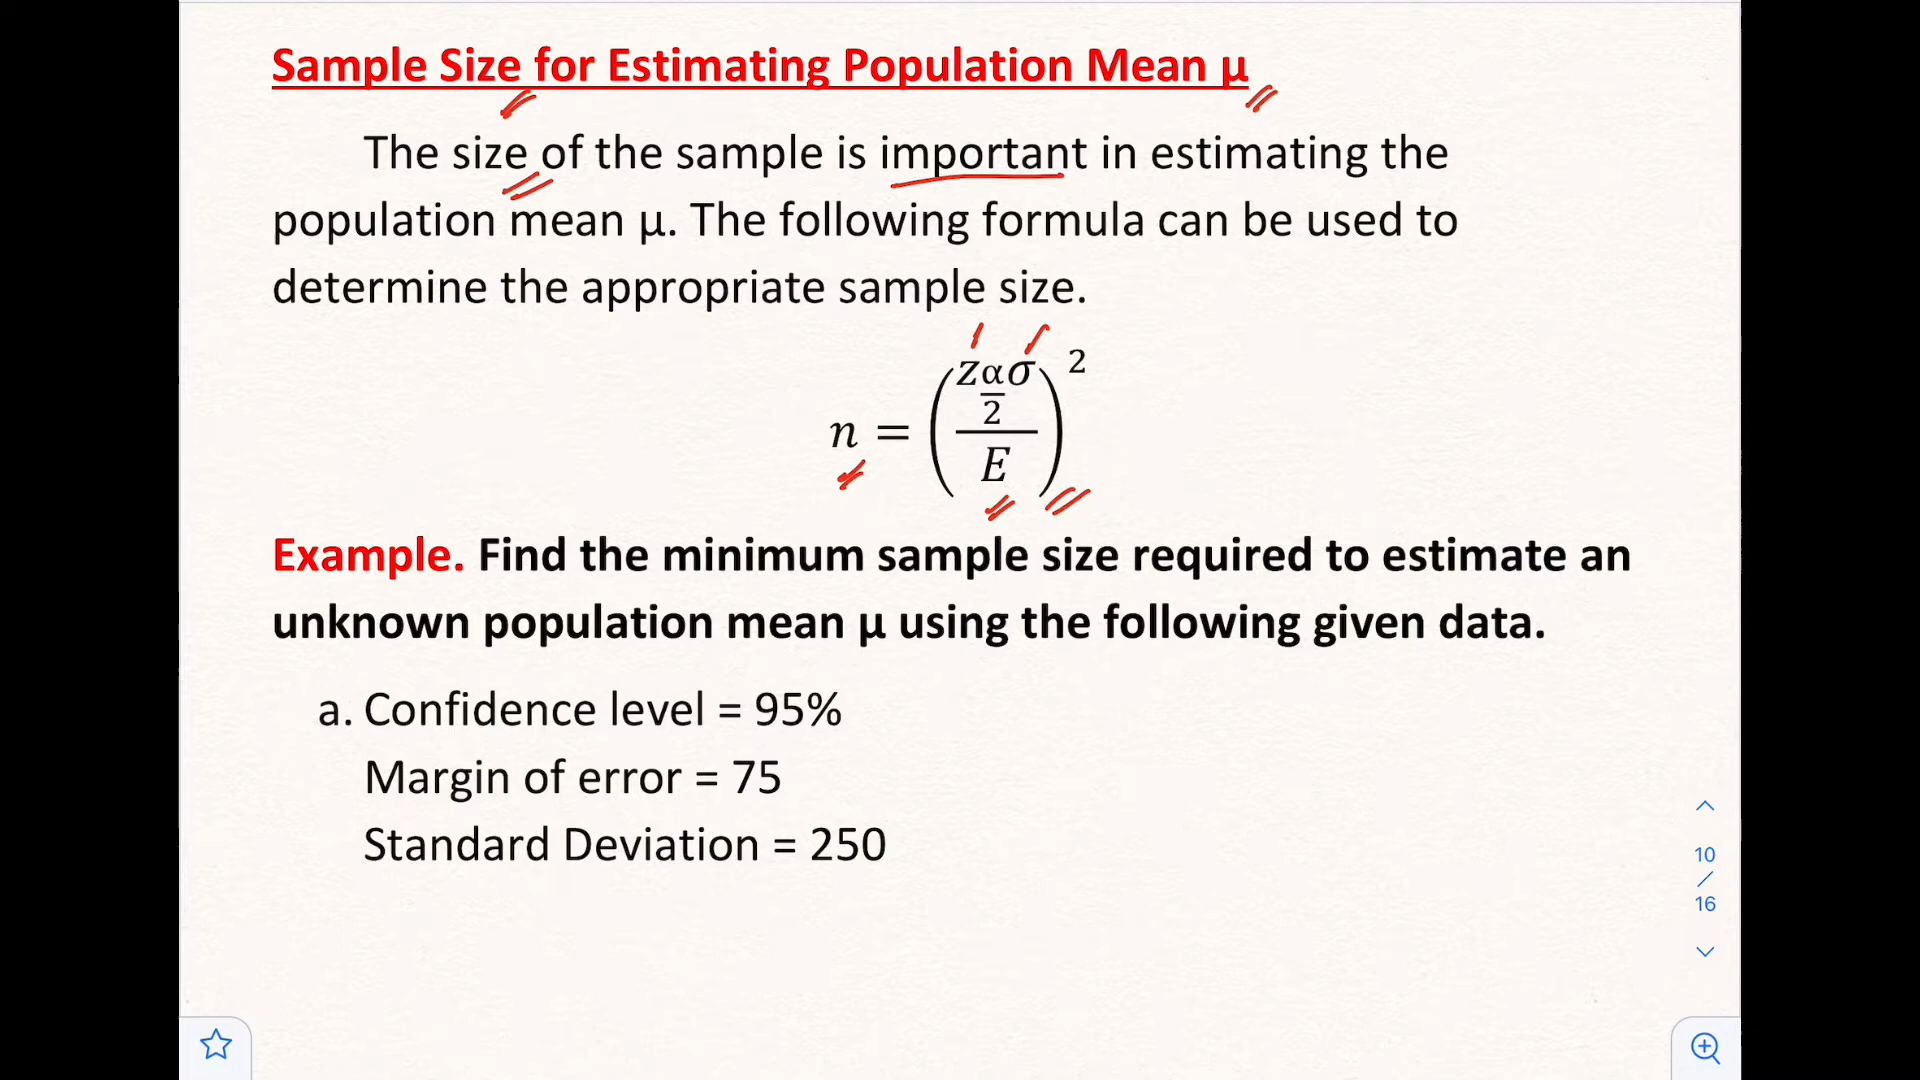 Sample Size for Estimating Population Mean μ
The size of the sample is important in estimating the
population mean μ. The following formula can be used to
determine the appropriate sample size.
n = (z_{α/2}σ / E)²
Example. Find the minimum sample size required to estimate an
unknown population mean μ using the following given data.
a. Confidence level = 95%
Margin of error = 75
Standard Deviation = 250
10
/
16